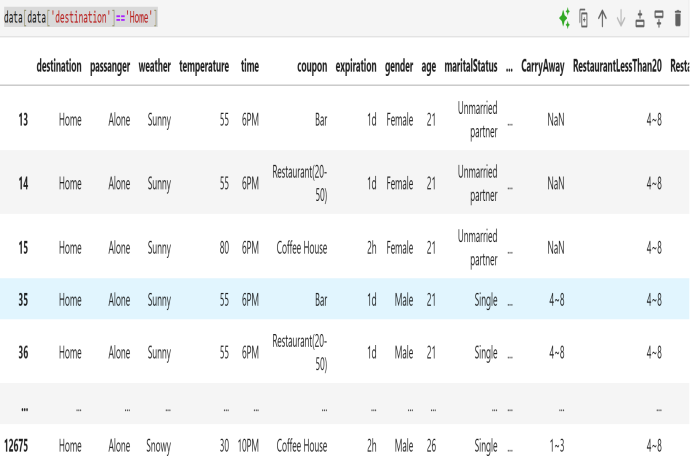 data[data['destination']=='Home']
destination passanger weather temperature time coupon expiration gender age maritalStatus ... CarryAway RestaurantLessThan20 Resta
13 Home Alone Sunny 55 6PM Bar 1d Female 21 Unmarried partner ... NaN 4~8
14 Home Alone Sunny 55 6PM Restaurant(20-50) 1d Female 21 Unmarried partner ... NaN 4~8
15 Home Alone Sunny 80 6PM Coffee House 2h Female 21 Unmarried partner ... NaN 4~8
35 Home Alone Sunny 55 6PM Bar 1d Male 21 Single ... 4~8 4~8
36 Home Alone Sunny 55 6PM Restaurant(20-50) 1d Male 21 Single ... 4~8 4~8
... ... ... ... ... ... ... ... ... ... ... ... ... ...
12675 Home Alone Snowy 30 10PM Coffee House 2h Male 26 Single ... 1~3 4~8